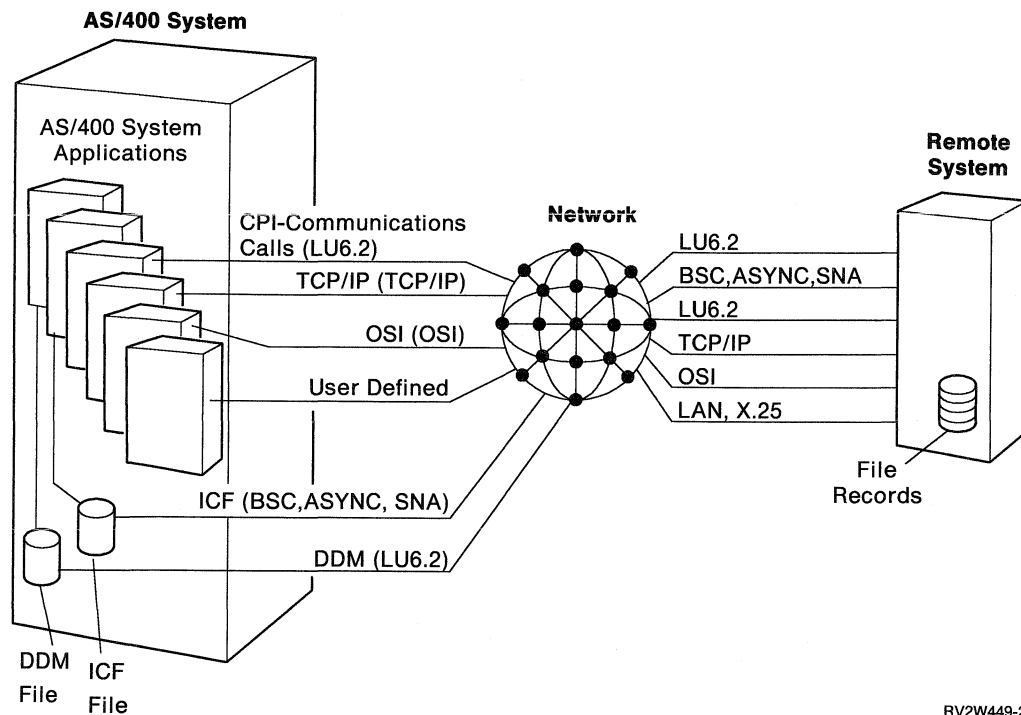 AS/400 System
AS/400 System
Applications
CPI-Communications
Calls (LU6.2)
TCP/IP (TCP/IP)
OSI (OSI)
User Defined
ICF (BSC,ASYNC, SNA)
DDM (LU6.2)
DDM
File
ICF
File
Network
LU6.2
BSC,ASYNC,SNA
LU6.2
TCP/IP
OSI
LAN, X.25
Remote
System
File
Records
RV2W449-2